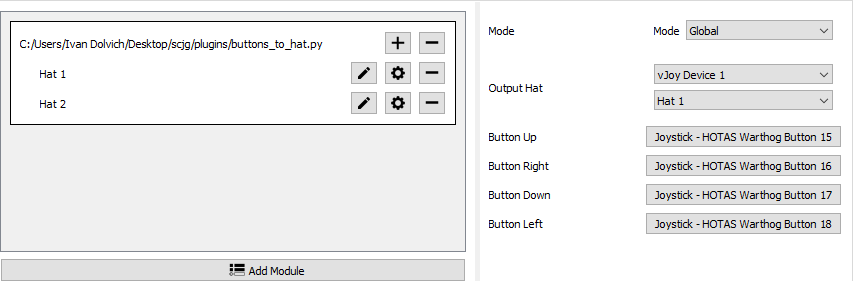 C:/Users/Ivan Dolvich/Desktop/scjg/plugins/buttons_to_hat.py
Hat 1
Hat 2
Add Module
Mode Mode Global
Output Hat vJoy Device 1
Hat 1
Button Up Joystick - HOTAS Warthog Button 15
Button Right Joystick - HOTAS Warthog Button 16
Button Down Joystick - HOTAS Warthog Button 17
Button Left Joystick - HOTAS Warthog Button 18